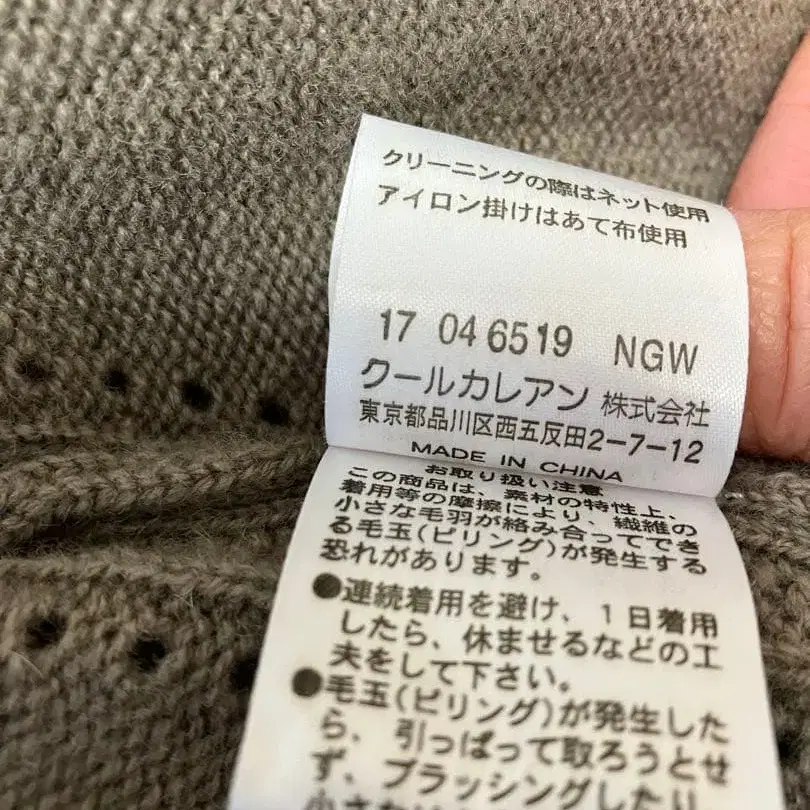 クリーニングの際はネット使用
アイロン掛けはあて布使用
17 04 6519 NGW
クールカレアン 株式会社
東京都品川区西五反田2-7-12
MADE IN CHINA
お取り扱い注意
この商品は、素材の特性上、
着用等の摩擦により、繊維の
小さな毛羽が絡み合ってでき
る毛玉(ピリング)が発生する
恐れがあります。
●連続着用を避け、1日着用
したら、休ませるなどの工
夫をして下さい。
●毛玉(ピリング)が発生した
ら、引っぱって取ろうとせ
ず、ブラッシングしたり
小さな